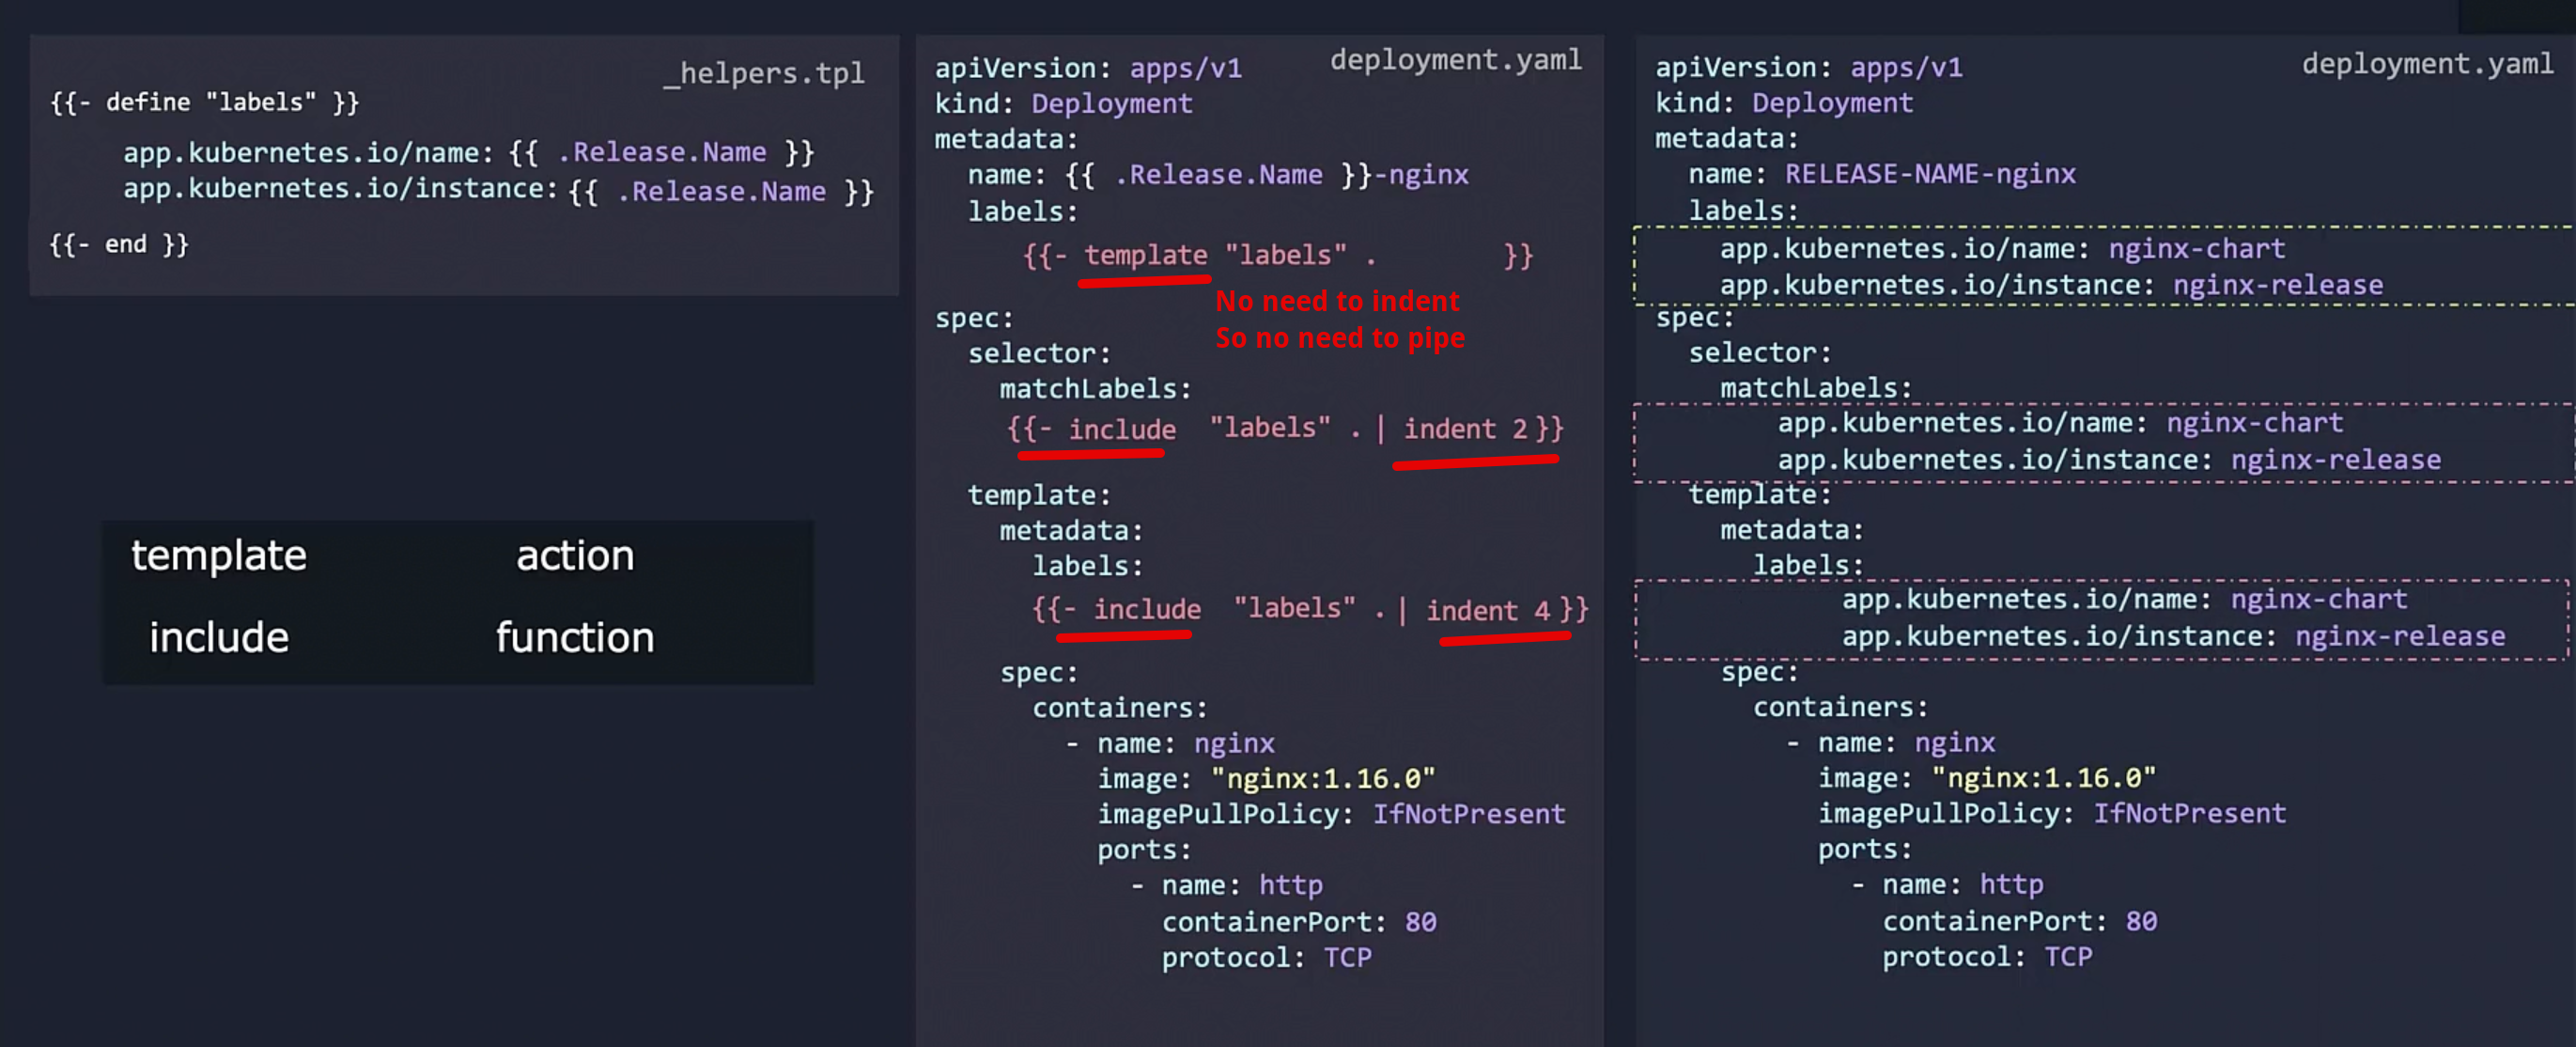 _helpers.tpl
{{- define "labels" }}
    app.kubernetes.io/name: {{ .Release.Name }}
    app.kubernetes.io/instance: {{ .Release.Name }}
{{- end }}
template action
include function
deployment.yaml
apiVersion: apps/v1
kind: Deployment
metadata:
  name: {{ .Release.Name }}-nginx
  labels:
    {{- template "labels" . }}
No need to indent
So no need to pipe
spec:
  selector:
    matchLabels:
    {{- include "labels" . | indent 2 }}
  template:
    metadata:
      labels:
      {{- include "labels" . | indent 4 }}
    spec:
      containers:
        - name: nginx
          image: "nginx:1.16.0"
          imagePullPolicy: IfNotPresent
          ports:
            - name: http
              containerPort: 80
              protocol: TCP
deployment.yaml
apiVersion: apps/v1
kind: Deployment
metadata:
  name: RELEASE-NAME-nginx
  labels:
    app.kubernetes.io/name: nginx-chart
    app.kubernetes.io/instance: nginx-release
spec:
  selector:
    matchLabels:
      app.kubernetes.io/name: nginx-chart
      app.kubernetes.io/instance: nginx-release
  template:
    metadata:
      labels:
        app.kubernetes.io/name: nginx-chart
        app.kubernetes.io/instance: nginx-release
    spec:
      containers:
        - name: nginx
          image: "nginx:1.16.0"
          imagePullPolicy: IfNotPresent
          ports:
            - name: http
              containerPort: 80
              protocol: TCP